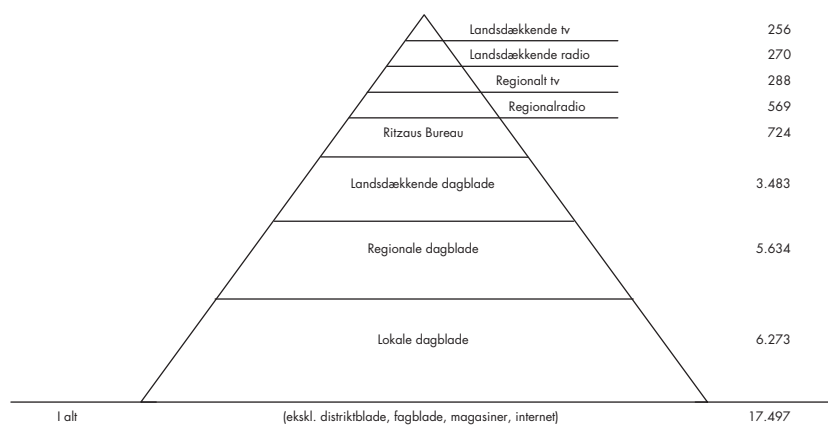 Landsdækkende tv 256
Landsdækkende radio 270
Regionalt tv 288
Regionalradio 569
Ritzaus Bureau 724
Landsdækkende dagblade 3.483
Regionale dagblade 5.634
Lokale dagblade 6.273
I alt (ekskl. distriktblade, fagblade, magasiner, internet) 17.497